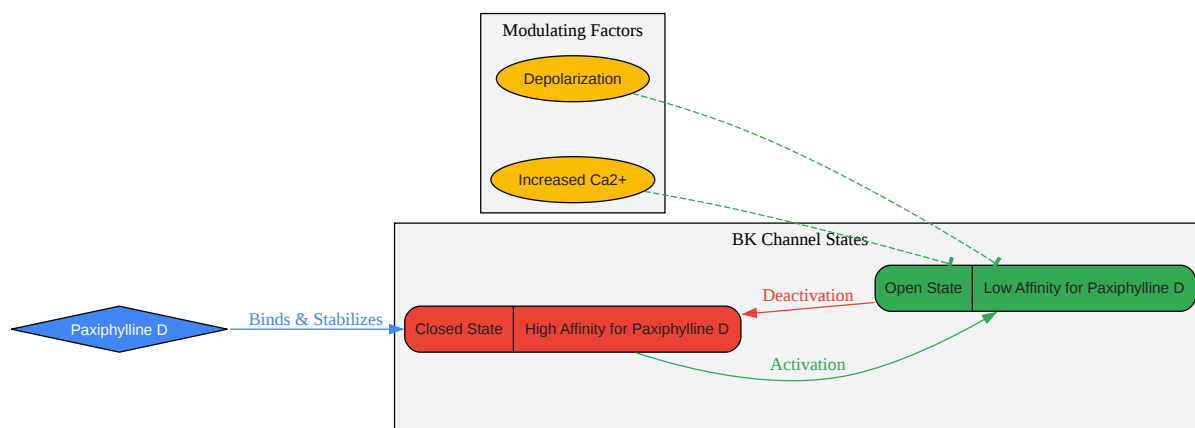 Modulating Factors
Depolarization
Increased Ca2+
BK Channel States
Open State
Low Affinity for Paxiphylline D
Deactivation
Paxiphylline D
Binds & Stabilizes
Closed State
High Affinity for Paxiphylline D
Activation